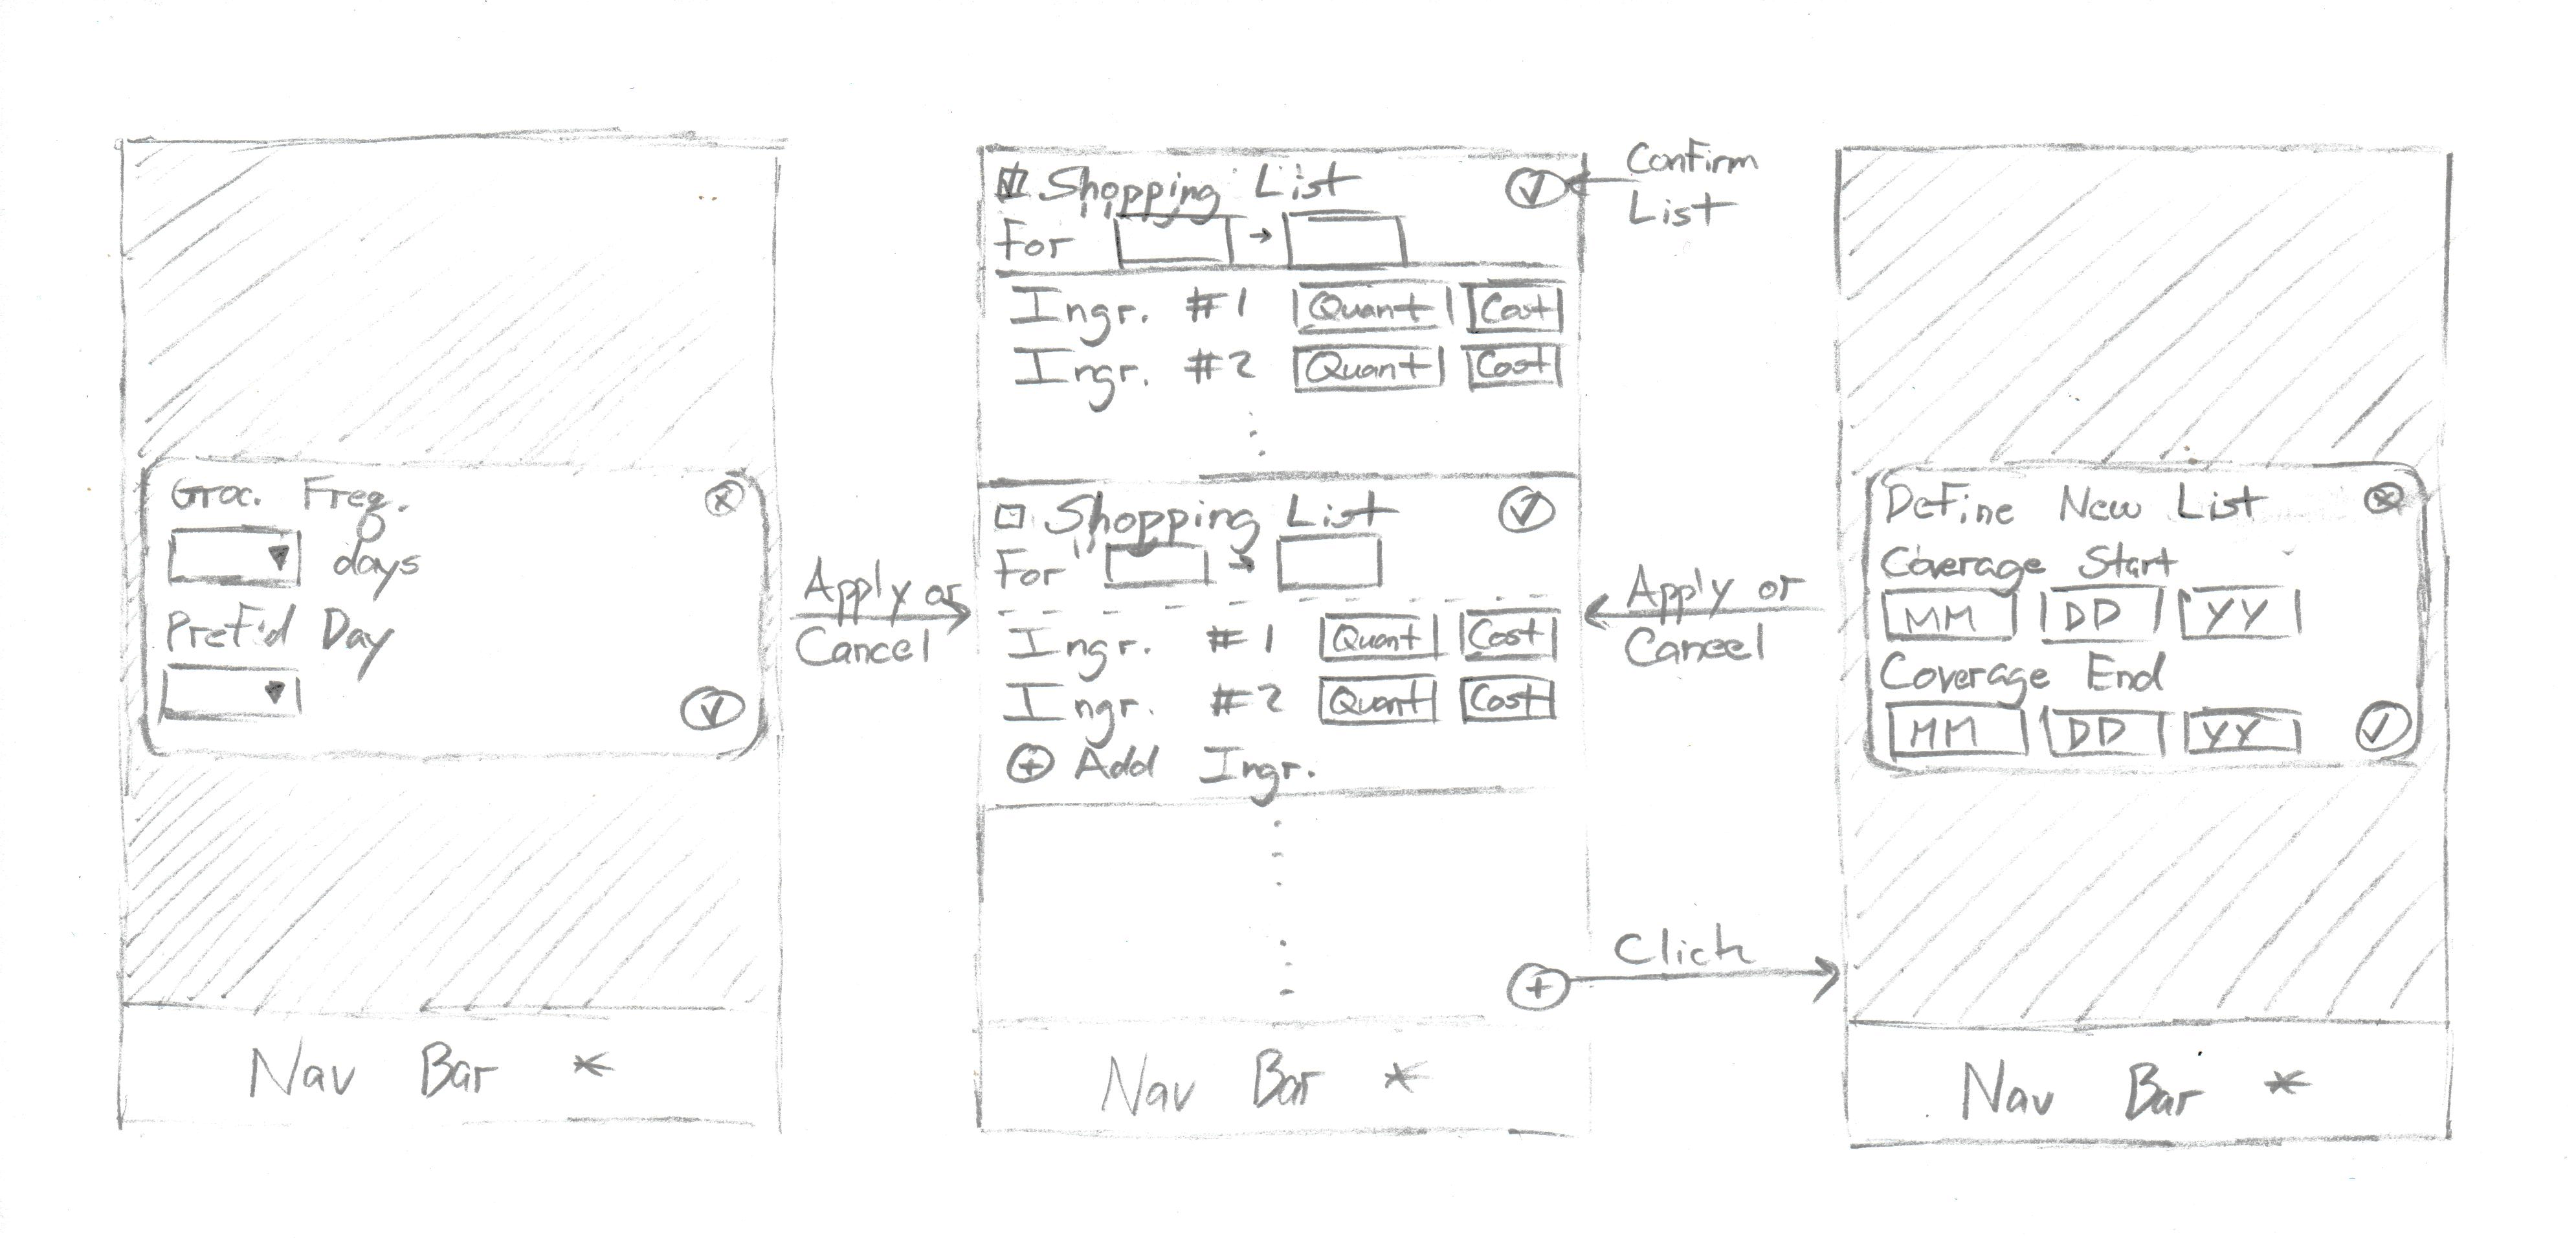 Groc. Freq.
days
Pref'd Day
Nav Bar *
Apply or
Cancel
Shopping List
For →
Ingr. #1 Quant Cost
Ingr. #2 Quant Cost
Shopping List
For →
Ingr. #1 Quant Cost
Ingr. #2 Quant Cost
+ Add Ingr.
+
Nav Bar *
Confirm
List
Apply or
Cancel
Click
Define New List
Coverage Start
MM DD YY
Coverage End
MM DD YY
Nav Bar *